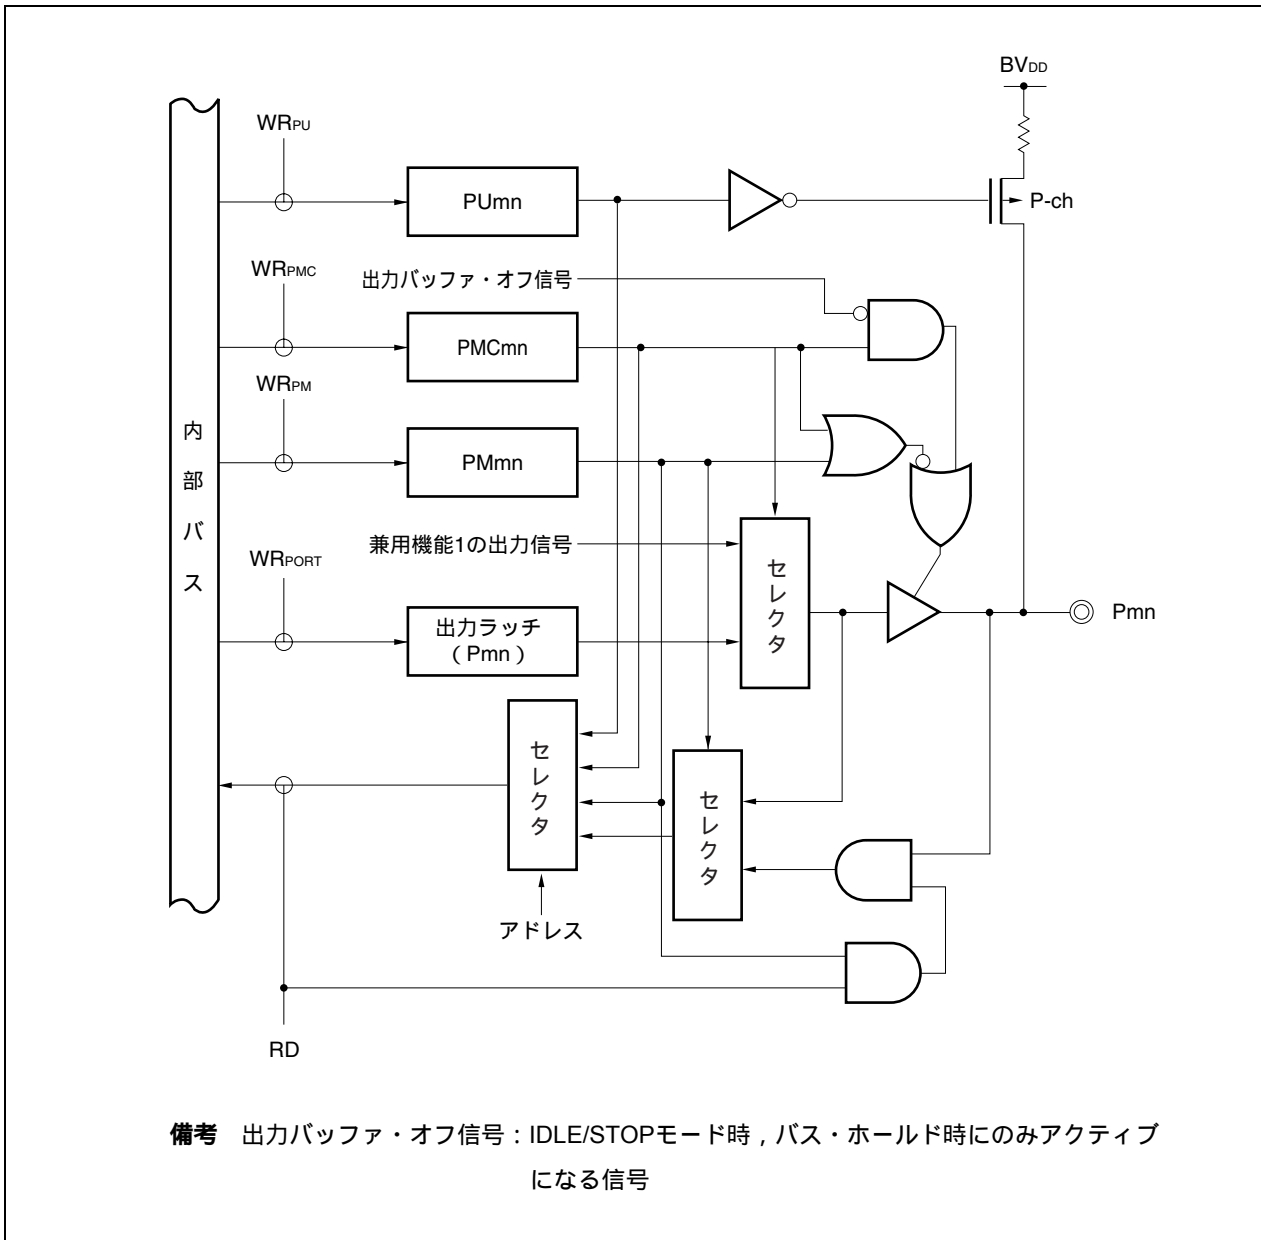 BVDD
WRPU
PUmn
P-ch
WRPMC
出力バッファ・オフ信号
PMCmn
WRPM
PMmn
内部バス
兼用機能1の出力信号
セレクタ
WRPORT
出力ラッチ
（Pmn）
Pmn
セレクタ
セレクタ
アドレス
RD
備考 出力バッファ・オフ信号：IDLE/STOPモード時，バス・ホールド時にのみアクティブ
になる信号